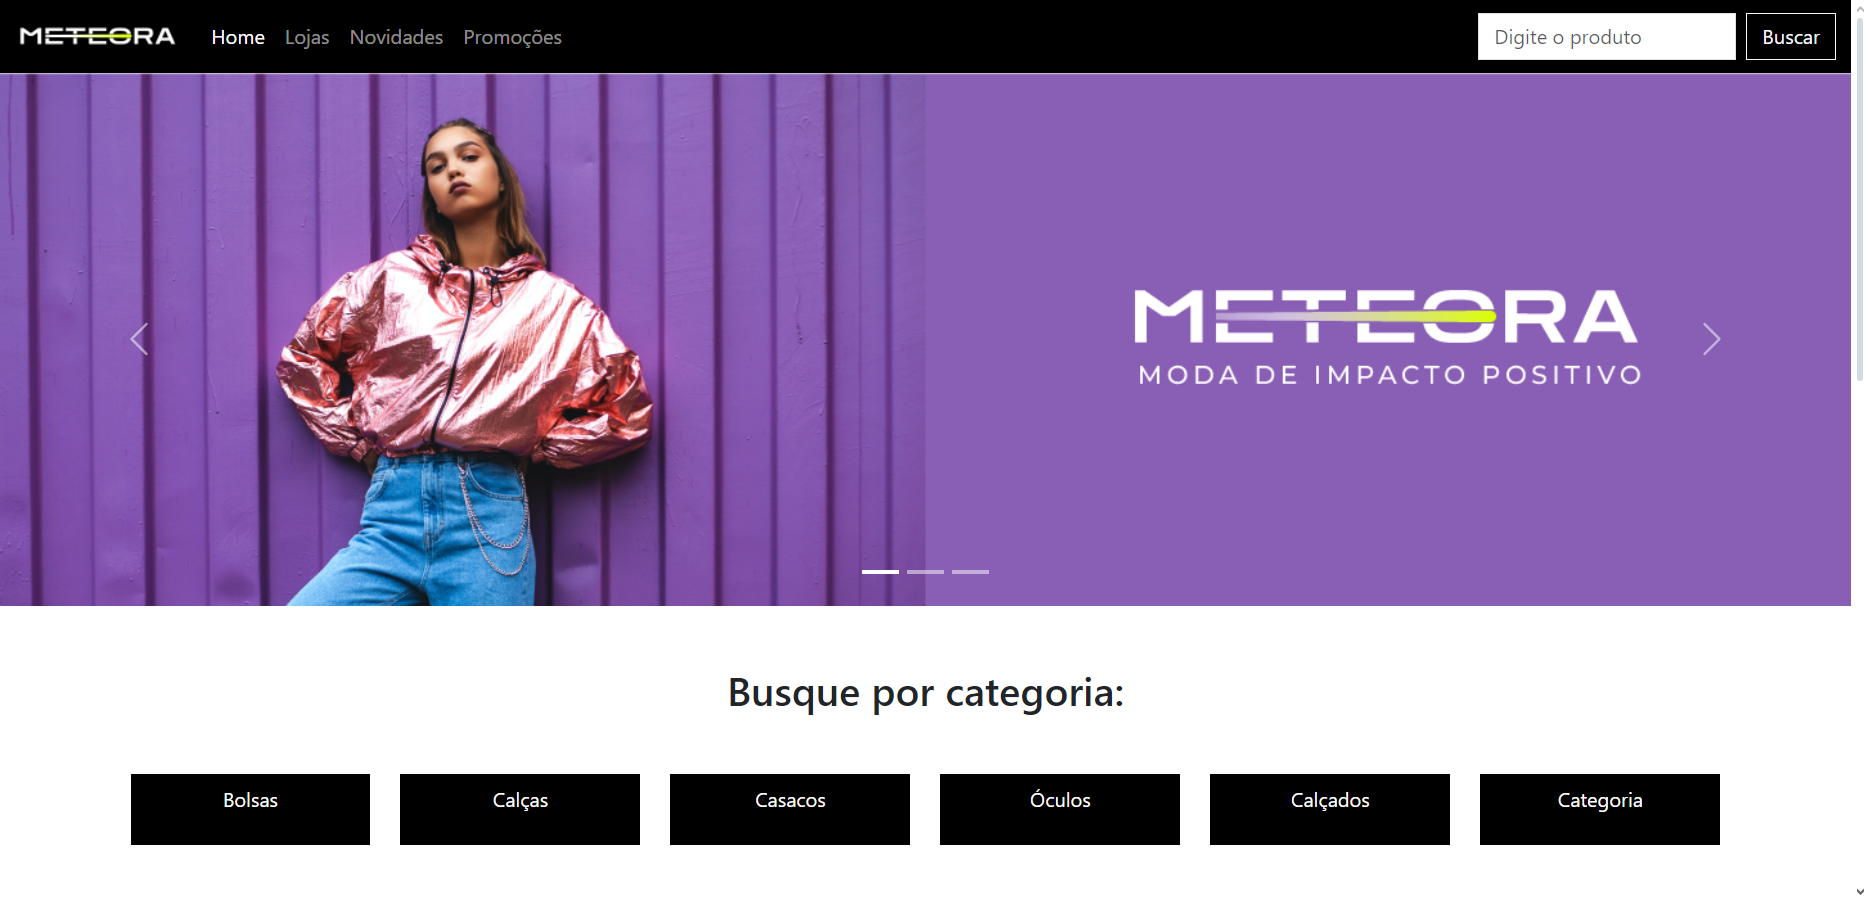 METEORA
Home Lojas Novidades Promoções
Digite o produto
Buscar
METEORA
MODA DE IMPACTO POSITIVO
Busque por categoria:
Bolsas
Calças
Casacos
Óculos
Calçados
Categoria